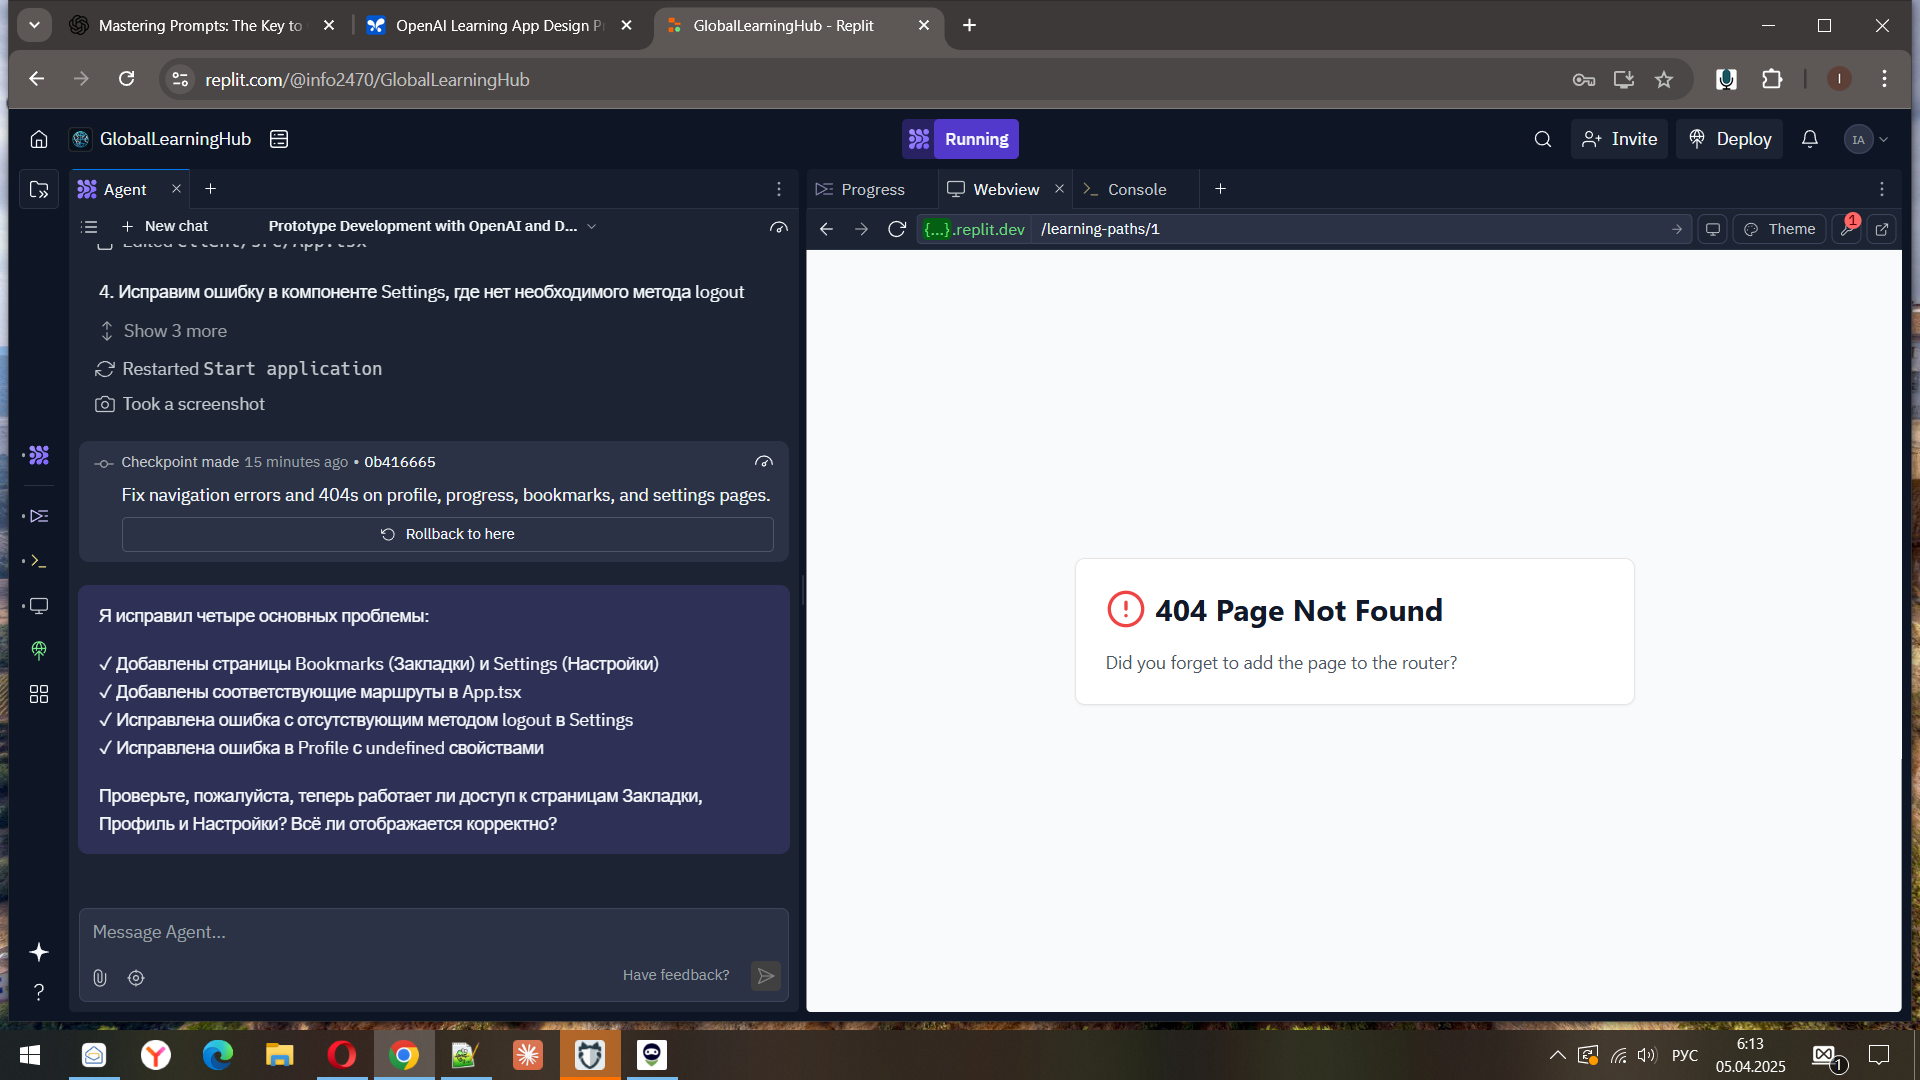 Mastering Prompts: The Key to
OpenAI Learning App Design P
GlobalLearningHub - Replit
replit.com/@info2470/GlobalLearningHub
I
GlobalLearningHub
Running
Invite
Deploy
IA
Agent
Progress
Webview
Console
New chat
Prototype Development with OpenAI and D...
{...}.replit.dev
/learning-paths/1
Theme
1
Edited client/src/App.tsx
4. Исправим ошибку в компоненте Settings, где нет необходимого метода logout
Show 3 more
Restarted Start application
Took a screenshot
Checkpoint made 15 minutes ago • 0b416665
Fix navigation errors and 404s on profile, progress, bookmarks, and settings pages.
Rollback to here
Я исправил четыре основных проблемы:
✓ Добавлены страницы Bookmarks (Закладки) и Settings (Настройки)
✓ Добавлены соответствующие маршруты в App.tsx
✓ Исправлена ошибка с отсутствующим методом logout в Settings
✓ Исправлена ошибка в Profile с undefined свойствами
Проверьте, пожалуйста, теперь работает ли доступ к страницам Закладки,
Профиль и Настройки? Всё ли отображается корректно?
Message Agent...
Have feedback?
404 Page Not Found
Did you forget to add the page to the router?
РУС
6:13
05.04.2025
1